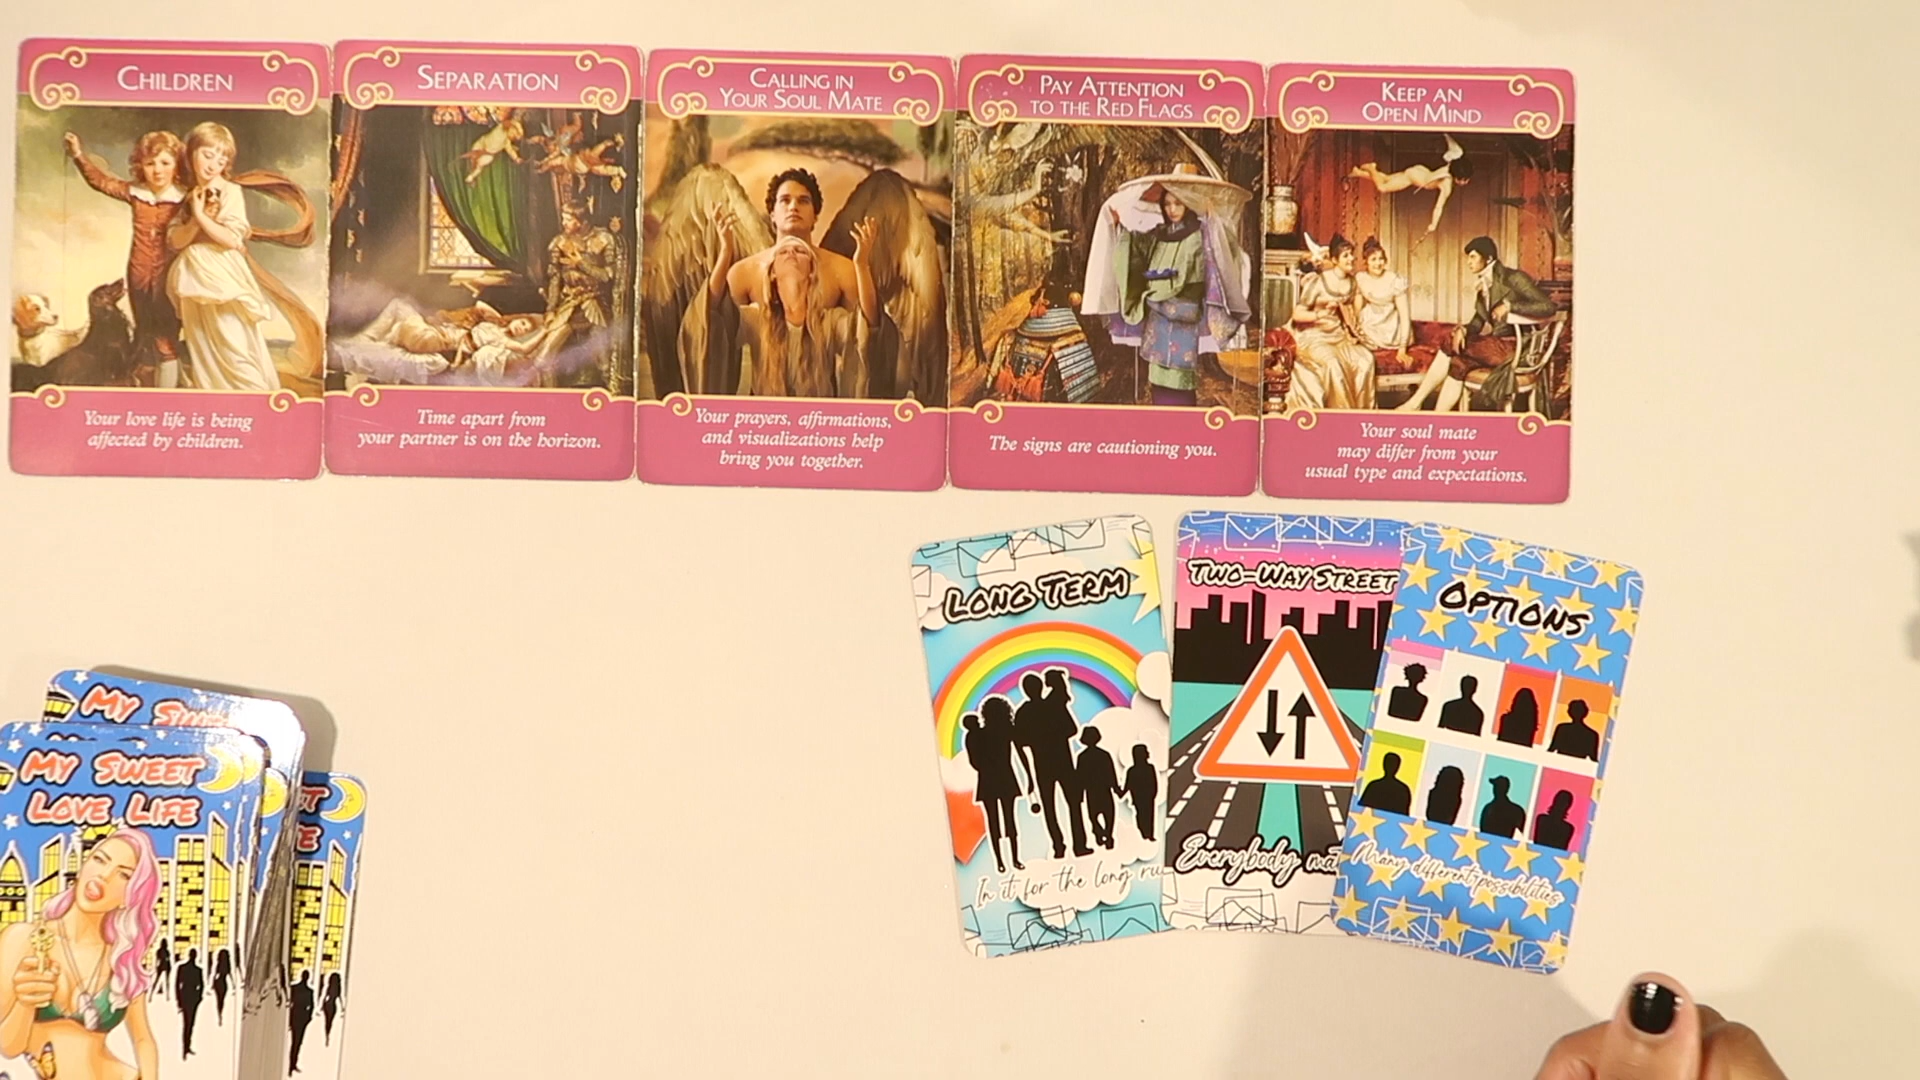 CHILDREN
Your love life is being
affected by children.
SEPARATION
Time apart from
your partner is on the horizon.
CALLING IN
YOUR SOUL MATE
Your prayers, affirmations,
and visualizations help
bring you together.
PAY ATTENTION
TO THE RED FLAGS
The signs are cautioning you.
KEEP AN
OPEN MIND
Your soul mate
may differ from your
usual type and expectations.
LONG TERM
In it for the long
TWO-WAY STREET
Everybody
OPTIONS
Many different possibilities
MY
MY SWEET
LOVE LIFE